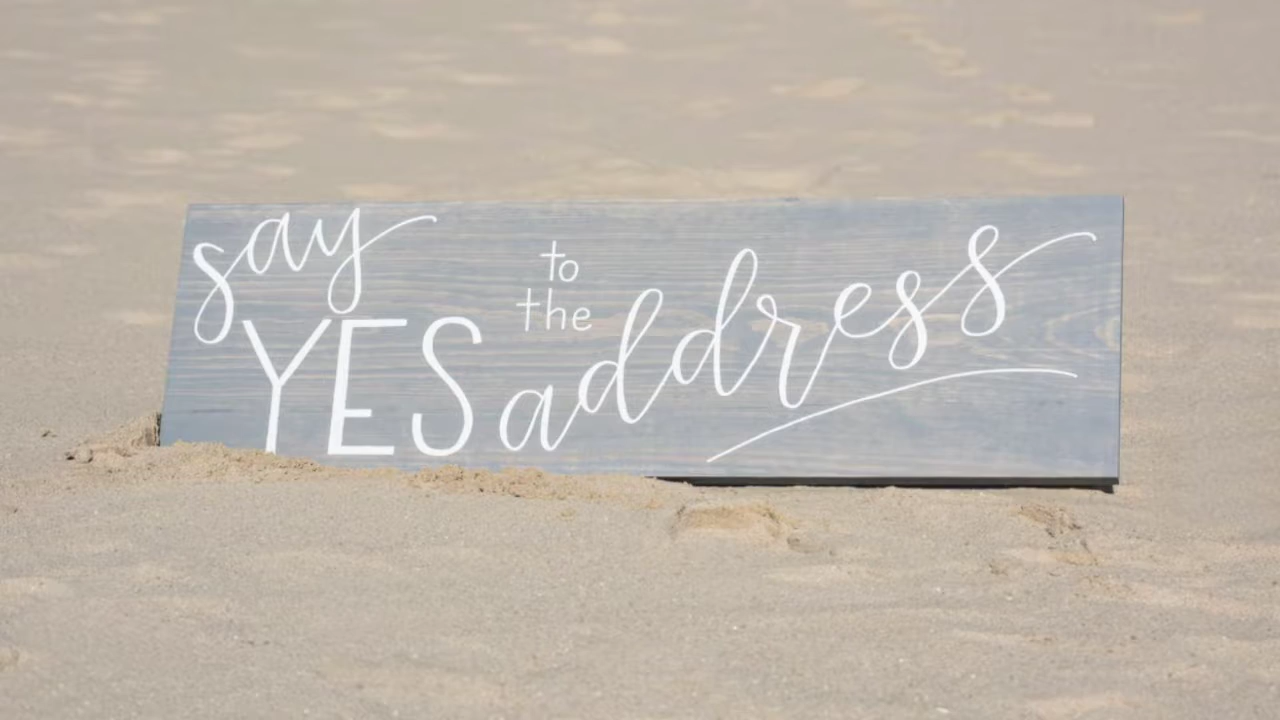 say
YES
to
the
address